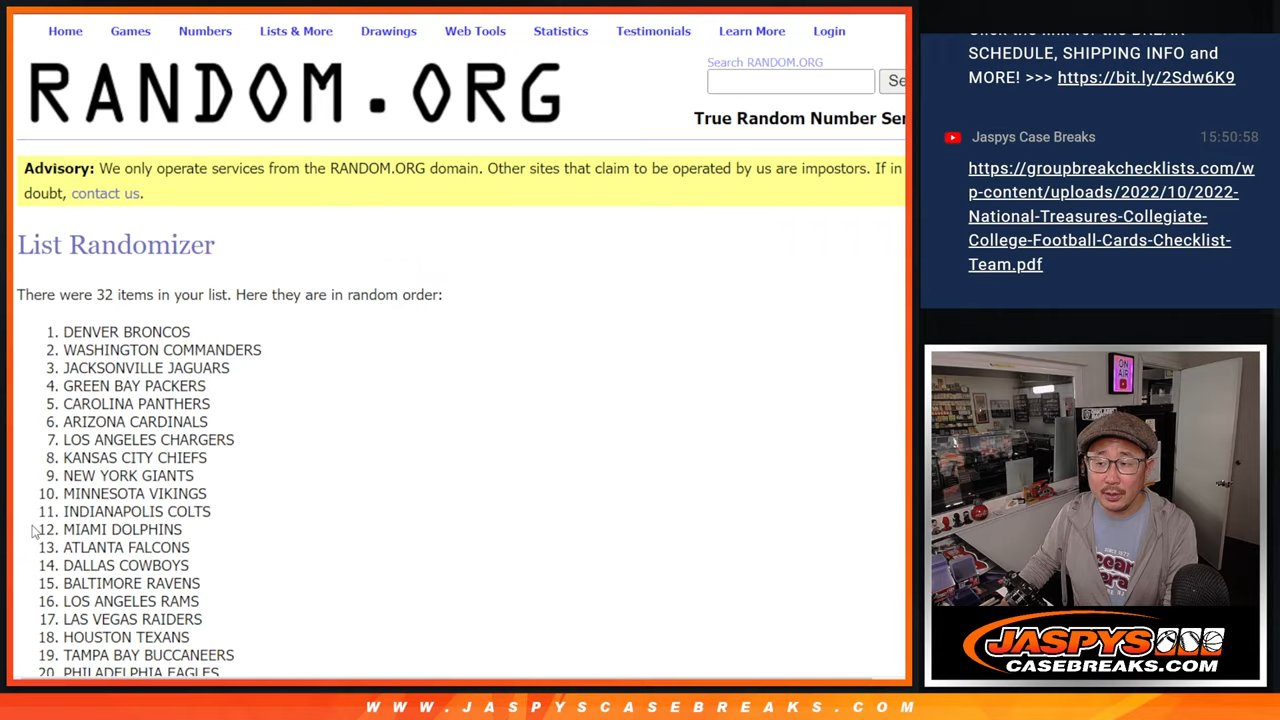 Home Games Numbers Lists & More Drawings Web Tools Statistics Testimonials Learn More Login
RANDOM.ORG
Search RANDOM.ORG
True Random Number Ser
Advisory: We only operate services from the RANDOM.ORG domain. Other sites that claim to be operated by us are impostors. If in
doubt, contact us.
List Randomizer
There were 32 items in your list. Here they are in random order:
1. DENVER BRONCOS
2. WASHINGTON COMMANDERS
3. JACKSONVILLE JAGUARS
4. GREEN BAY PACKERS
5. CAROLINA PANTHERS
6. ARIZONA CARDINALS
7. LOS ANGELES CHARGERS
8. KANSAS CITY CHIEFS
9. NEW YORK GIANTS
10. MINNESOTA VIKINGS
11. INDIANAPOLIS COLTS
12. MIAMI DOLPHINS
13. ATLANTA FALCONS
14. DALLAS COWBOYS
15. BALTIMORE RAVENS
16. LOS ANGELES RAMS
17. LAS VEGAS RAIDERS
18. HOUSTON TEXANS
19. TAMPA BAY BUCCANEERS
20. PHILADELPHIA EAGLES
SCHEDULE, SHIPPING INFO and
MORE! >>> https://bit.ly/2Sdw6K9
Jaspys Case Breaks 15:50:58
https://groupbreakchecklists.com/w
p-content/uploads/2022/10/2022-
National-Treasures-Collegiate-
College-Football-Cards-Checklist-
Team.pdf
ON
AIR
JASPYS
CASEBREAKS.COM
WWW.JASPYSCASEBREAKS.COM